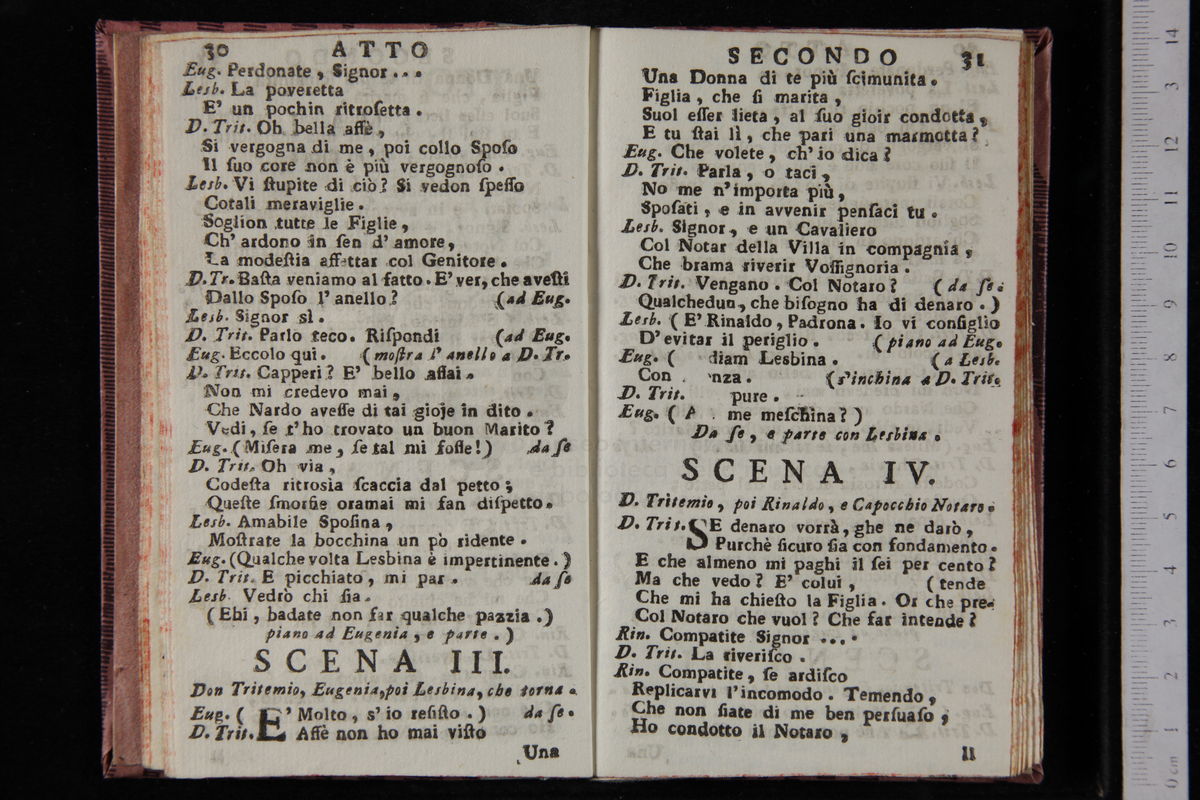 30 ATTO
Eug. Perdonate, Signor...
Lesb. La poveretta
E' un pochin ritroſetta.
D. Trit. Oh bella affè,
Si vergogna di me, poi collo Spoſo
Il ſuo core non è più vergognoſo.
Lesb. Vi ſtupite di ciò? Si vedon ſpeſſo
Cotali meraviglie.
Soglion tutte le Figlie,
Ch' ardono in ſen d' amore,
La modeſtia affettar col Genitore.
D. Tr. Baſta veniamo al fatto. E' ver, che aveſti
Dallo Spoſo l' anello? (ad Eug.
Lesb. Signor sì.
D. Trit. Parlo teco. Riſpondi (ad Eug.
Eug. Eccolo qui. (moſtra l' anello a D. Tr.
D. Trit. Capperi? E' bello aſſai.
Non mi credevo mai,
Che Nardo aveſſe di tai gioje in dito.
Vedi, ſe t' ho trovato un buon Marito?
Eug. (Miſera me, ſe tal mi foſſe!) da ſe
D. Trit. Oh via,
Codeſta ritrosia ſcaccia dal petto;
Queſte ſmorfie oramai mi fan diſpetto.
Lesb. Amabile Spoſina,
Moſtrate la bocchina un pò ridente.
Eug. (Qualche volta Lesbina è impertinente.)
D. Trit. E picchiato, mi par. da ſe
Lesb. Vedrò chi ſia.
(Ehi, badate non far qualche pazzia.)
piano ad Eugenia, e parte.)
SCENA III.
Don Tritemio, Eugenia, poi Lesbina, che torna.
Eug. ( E' Molto, s' io reſiſto.) da ſe.
D. Trit. Affè non ho mai viſto
Una
SECONDO 31
Una Donna di te più ſcimunita.
Figlia, che ſi marita,
Suol eſſer lieta, al ſuo gioir condotta,
E tu ſtai lì, che pari una marmotta?
Eug. Che volete, ch' io dica?
D. Trit. Parla, o taci,
No me n' importa più,
Spoſati, e in avvenir penſaci tu.
Lesb. Signor, e un Cavaliero
Col Notar della Villa in compagnia,
Che brama riverir Voſſignoria.
D. Trit. Vengano. Col Notaro? (da ſe.
Qualchedun, che biſogno ha di denaro.)
Lesb. (E' Rinaldo, Padrona. Io vi conſiglio
D' evitar il periglio. (piano ad Eug.
Eug. ( diam Lesbina. (a Lesb.
Con nza. (s' inchina a D. Trit.
D. Trit. pure.
Eug. ( me meſchina?)
Da ſe, e parte con Lesbina.
SCENA IV.
D. Tritemio, poi Rinaldo, e Capocchio Notaro.
D. Trit. SE denaro vorrà, ghe ne darò,
Purchè ſicuro ſia con fondamento.
E che almeno mi paghi il ſei per cento?
Ma che vedo? E' colui, (tende
Che mi ha chieſto la Figlia. Or che pre-
Col Notaro che vuol? Che far intende?
Rin. Compatite Signor ....
D. Trit. La riveriſco.
Rin. Compatite, ſe ardiſco
Replicarvi l' incomodo. Temendo,
Che non ſiate di me ben perſuaſo,
Ho condotto il Notaro,
Il